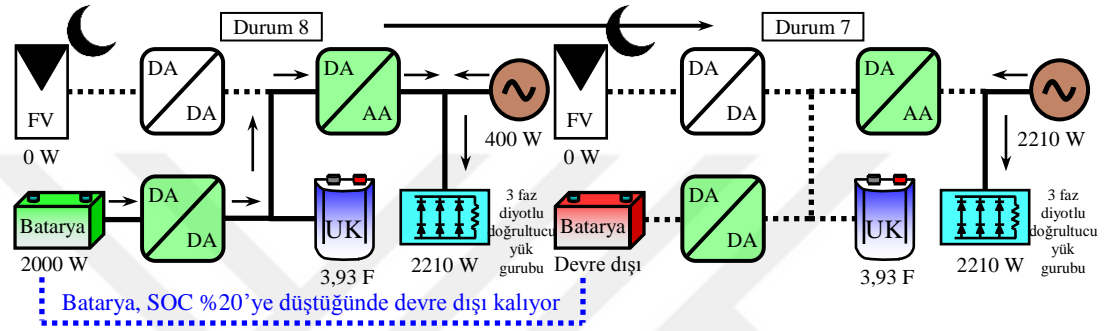 Durum 8
Durum 7
FV
0 W
DA
DA
DA
AA
400 W
Batarya
2000 W
DA
DA
UK
3,93 F
2210 W
3 faz
diyotlu
doğrultucu
yük
gurubu
FV
0 W
DA
DA
DA
AA
2210 W
Batarya
Devre dışı
DA
DA
UK
3,93 F
2210 W
3 faz
diyotlu
doğrultucu
yük
gurubu
Batarya, SOC %20’ye düştüğünde devre dışı kalıyor